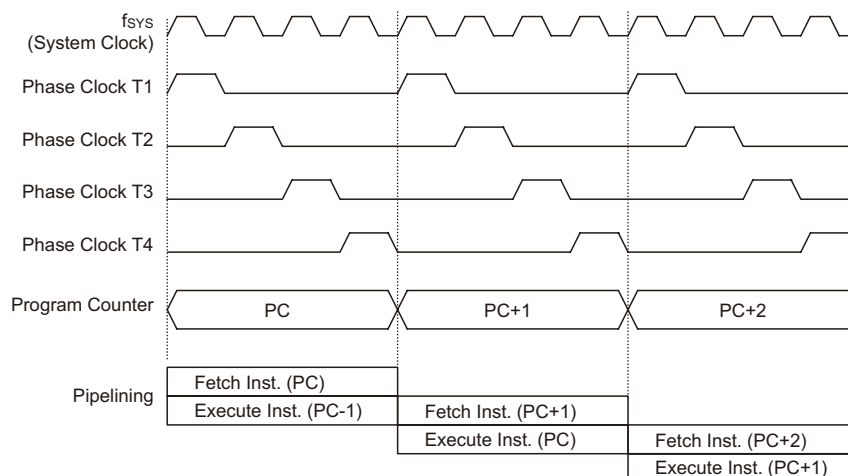 fSYS
(System Clock)
Phase Clock T1
Phase Clock T2
Phase Clock T3
Phase Clock T4
Program Counter
PC
PC+1
PC+2
Pipelining
Fetch Inst. (PC)
Execute Inst. (PC-1)
Fetch Inst. (PC+1)
Execute Inst. (PC)
Fetch Inst. (PC+2)
Execute Inst. (PC+1)